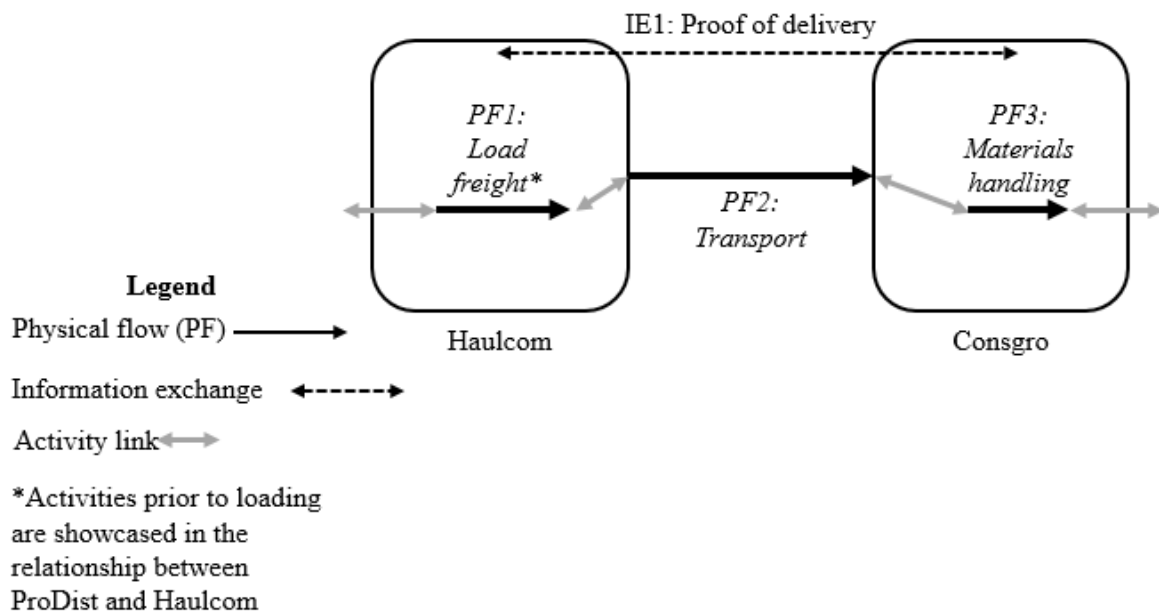 IE1: Proof of delivery
PF1:
Load
freight*
PF2:
Transport
PF3:
Materials
handling
Haulcom
Consgro
Legend
Physical flow (PF)
Information exchange
Activity link
*Activities prior to loading
are showcased in the
relationship between
ProDist and Haulcom